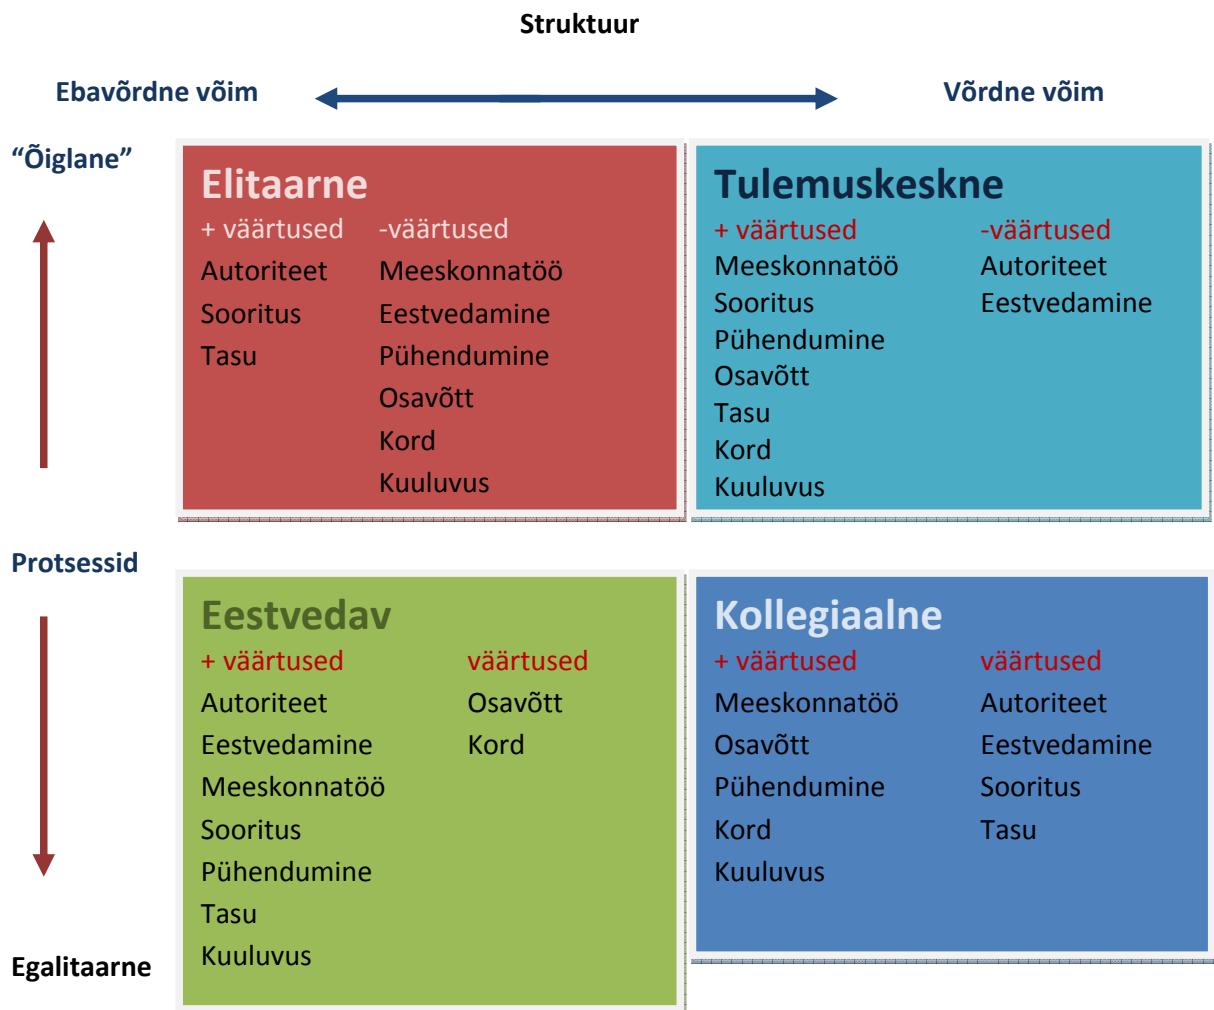 Struktuur
Ebavõrdne võim Võrdne võim
“Õiglane”
Elitaarne
+ väärtused -väärtused
Autoriteet Meeskonnatöö
Sooritus Eestvedamine
Tasu Pühendumine
Osavõtt
Kord
Kuuluvus
Tulemuskeskne
+ väärtused -väärtused
Meeskonnatöö Autoriteet
Sooritus Eestvedamine
Pühendumine
Osavõtt
Tasu
Kord
Kuuluvus
Protsessid
Eestvedav
+ väärtused väärtused
Autoriteet Osavõtt
Eestvedamine Kord
Meeskonnatöö
Sooritus
Pühendumine
Tasu
Kuuluvus
Kollegiaalne
+ väärtused väärtused
Meeskonnatöö Autoriteet
Osavõtt Eestvedamine
Pühendumine Sooritus
Kord Tasu
Kuuluvus
Egalitaarne